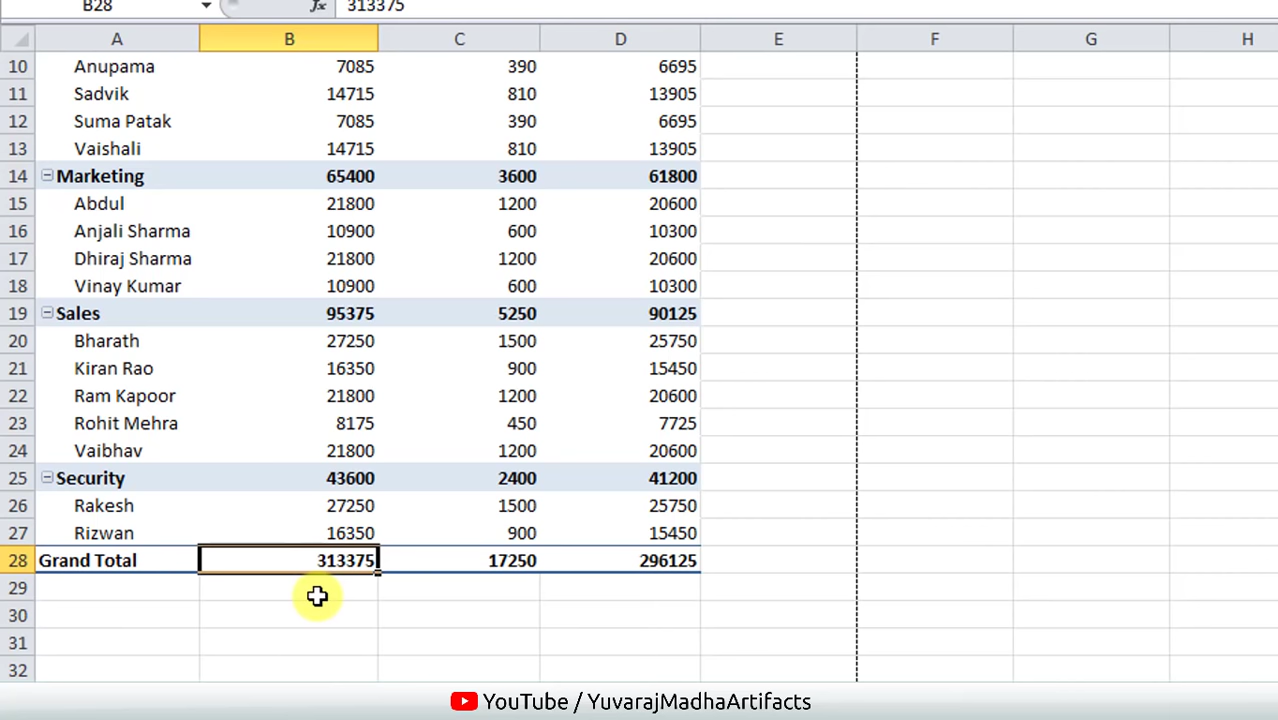 B28 fx 313375
A B C D E F G H
10 Anupama 7085 390 6695
11 Sadvik 14715 810 13905
12 Suma Patak 7085 390 6695
13 Vaishali 14715 810 13905
14 Marketing 65400 3600 61800
15 Abdul 21800 1200 20600
16 Anjali Sharma 10900 600 10300
17 Dhiraj Sharma 21800 1200 20600
18 Vinay Kumar 10900 600 10300
19 Sales 95375 5250 90125
20 Bharath 27250 1500 25750
21 Kiran Rao 16350 900 15450
22 Ram Kapoor 21800 1200 20600
23 Rohit Mehra 8175 450 7725
24 Vaibhav 21800 1200 20600
25 Security 43600 2400 41200
26 Rakesh 27250 1500 25750
27 Rizwan 16350 900 15450
28 Grand Total 313375 17250 296125
29
30
31
32
YouTube / YuvarajMadhaArtifacts